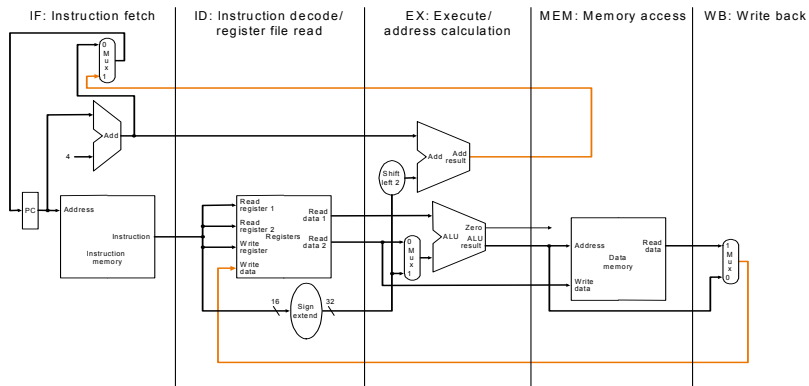 IF: Instruction fetch
ID: Instruction decode/
register file read
EX: Execute/
address calculation
MEM: Memory access
WB: Write back
0
M
u
x
1
Add
4
PC
Address
Instruction
Instruction
memory
Read
register 1
Read
register 2
Write
register
Write
data
Registers
Read
data 1
Read
data 2
16
Sign
extend
32
Shift
left 2
Add
Add
result
0
M
u
x
1
ALU
Zero
ALU
result
Address
Write
data
Data
memory
Read
data
1
M
u
x
0